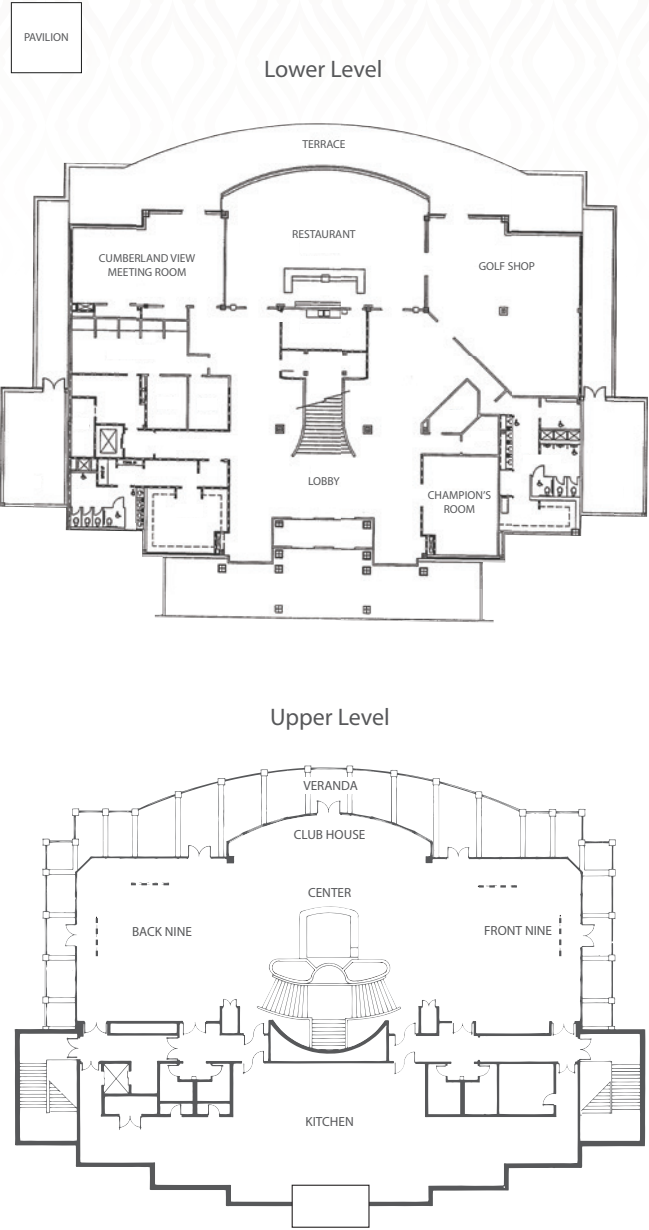 PAVILION
Lower Level
TERRACE
RESTAURANT
CUMBERLAND VIEW
MEETING ROOM
GOLF SHOP
LOBBY
CHAMPION'S
ROOM
Upper Level
VERANDA
CLUB HOUSE
CENTER
BACK NINE
FRONT NINE
KITCHEN